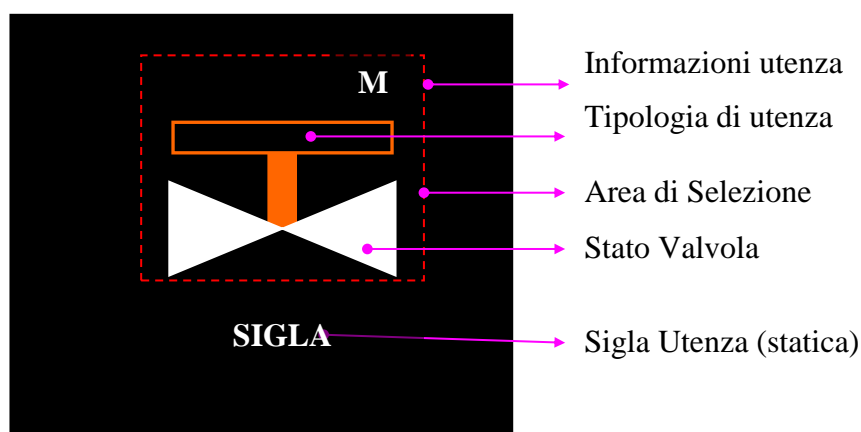 M
Informazioni utenza
Tipologia di utenza
Area di Selezione
Stato Valvola
SIGLA
Sigla Utenza (statica)